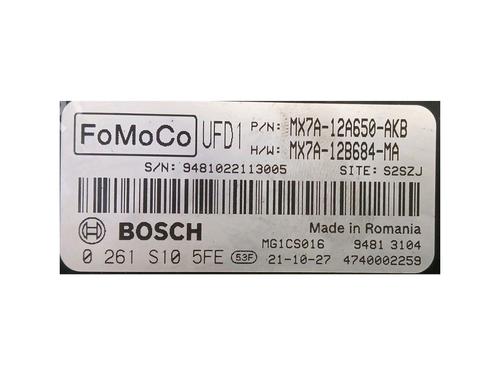 FoMoCo UFD1 P/N: MX7A-12A650-AKB
H/W: MX7A-12B684-MA
S/N: 9481022113005 SITE: S2SZJ
BOSCH Made in Romania
MG1CS016 9481 3104
0 261 S10 5FE 53F 21-10-27 4740002259